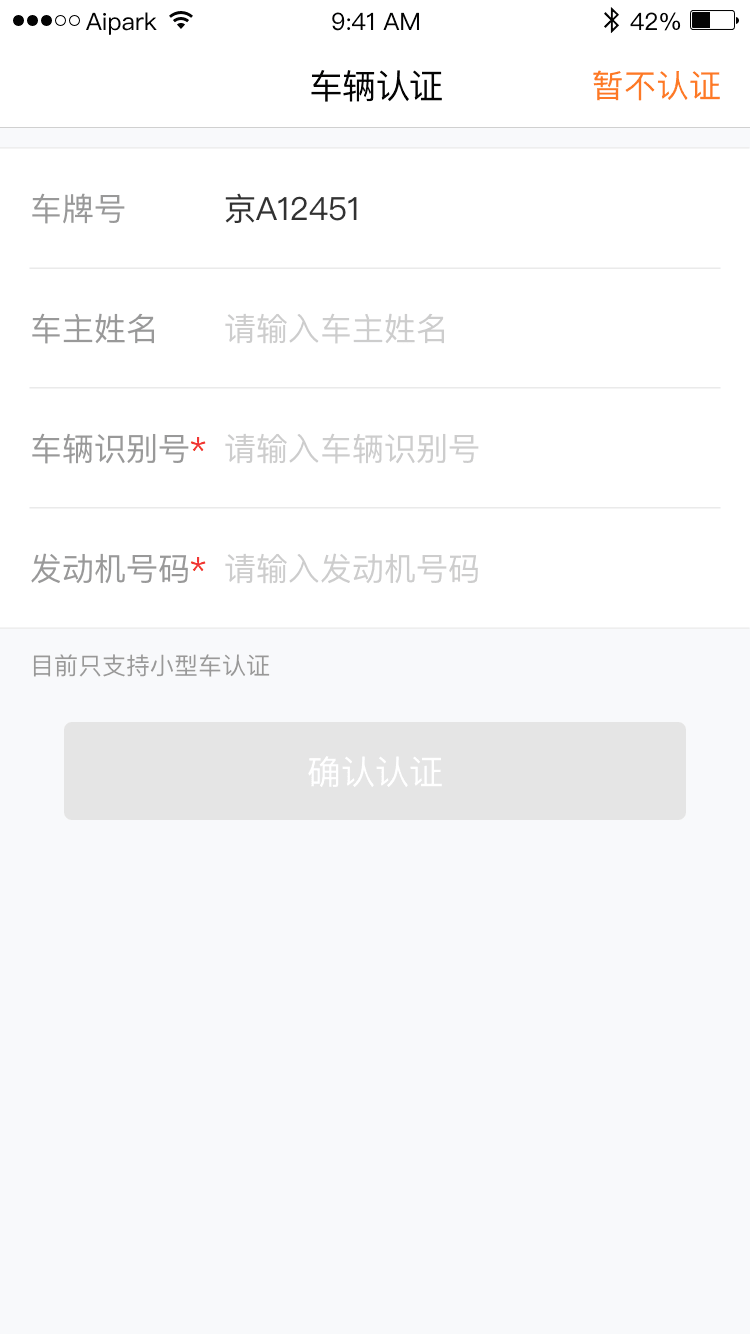 Aipark 9:41 AM 42%
车辆认证 暂不认证
车牌号 京A12451
车主姓名 请输入车主姓名
车辆识别号* 请输入车辆识别号
发动机号码* 请输入发动机号码
目前只支持小型车认证
确认认证